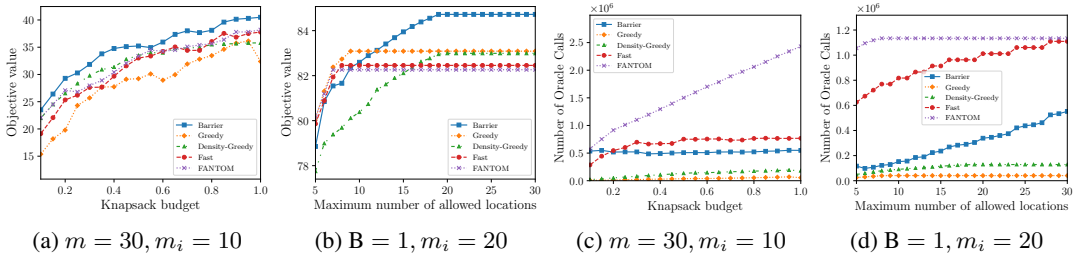 Objective value
40
35
30
25
20
15
0.2 0.4 0.6 0.8 1.0
Knapsack budget
Barrier
Greedy
Density-Greedy
Fast
FANTOM
(a) m = 30, m_i = 10
Objective value
84
82
80
78
5 10 15 20 25 30
Maximum number of allowed locations
Barrier
Greedy
Density-Greedy
Fast
FANTOM
(b) B = 1, m_i = 20
1e6
Number of Oracle Calls
2.5
2.0
1.5
1.0
0.5
0.0
0.2 0.4 0.6 0.8 1.0
Knapsack budget
Barrier
Greedy
Density-Greedy
Fast
FANTOM
(c) m = 30, m_i = 10
1e6
Number of Oracle Calls
1.2
1.0
0.8
0.6
0.4
0.2
0.0
5 10 15 20 25 30
Maximum number of allowed locations
Barrier
Greedy
Density-Greedy
Fast
FANTOM
(d) B = 1, m_i = 20